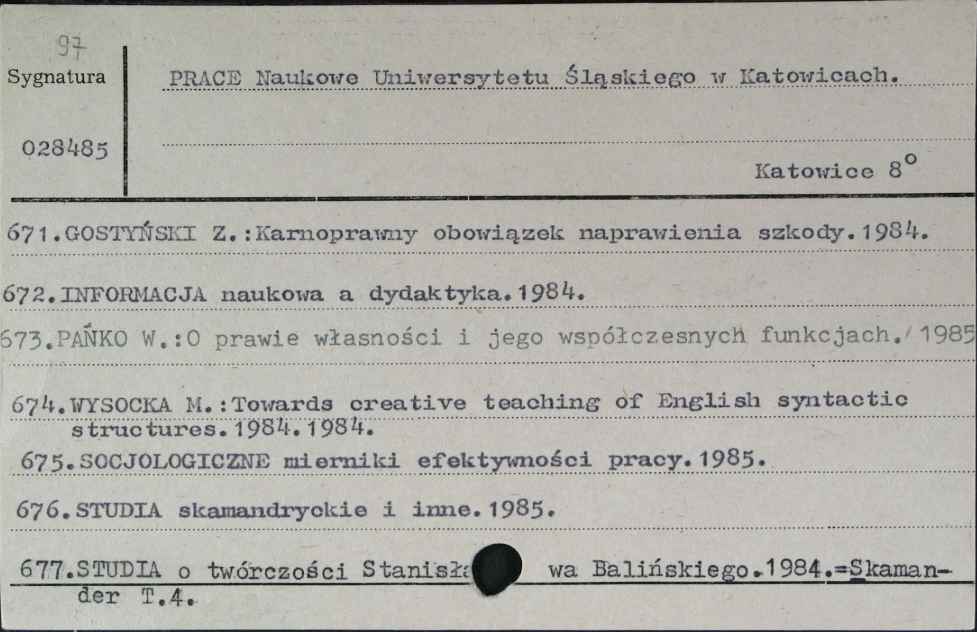 97
Sygnatura
PRACE Naukowe Uniwersytetu Śląskiego w Katowicach.
028485
Katowice 8°
671.GOSTYŃSKI Z.:Karnoprawny obowiązek naprawienia szkody.1984.
672.INFORMACJA naukowa a dydaktyka.1984.
673.PAŃKO W.:O prawie własności i jego współczesnych funkcjach./1985
674.WYSOCKA M.:Towards creative teaching of English syntactic
structures.1984.1984.
675.SOCJOLOGICZNE mierniki efektywności pracy.1985.
676.STUDIA skamandryckie i inne.1985.
677.STUDIA o twórczości Stanisła wa Balińskiego.1984.=Skaman-
der T.4.